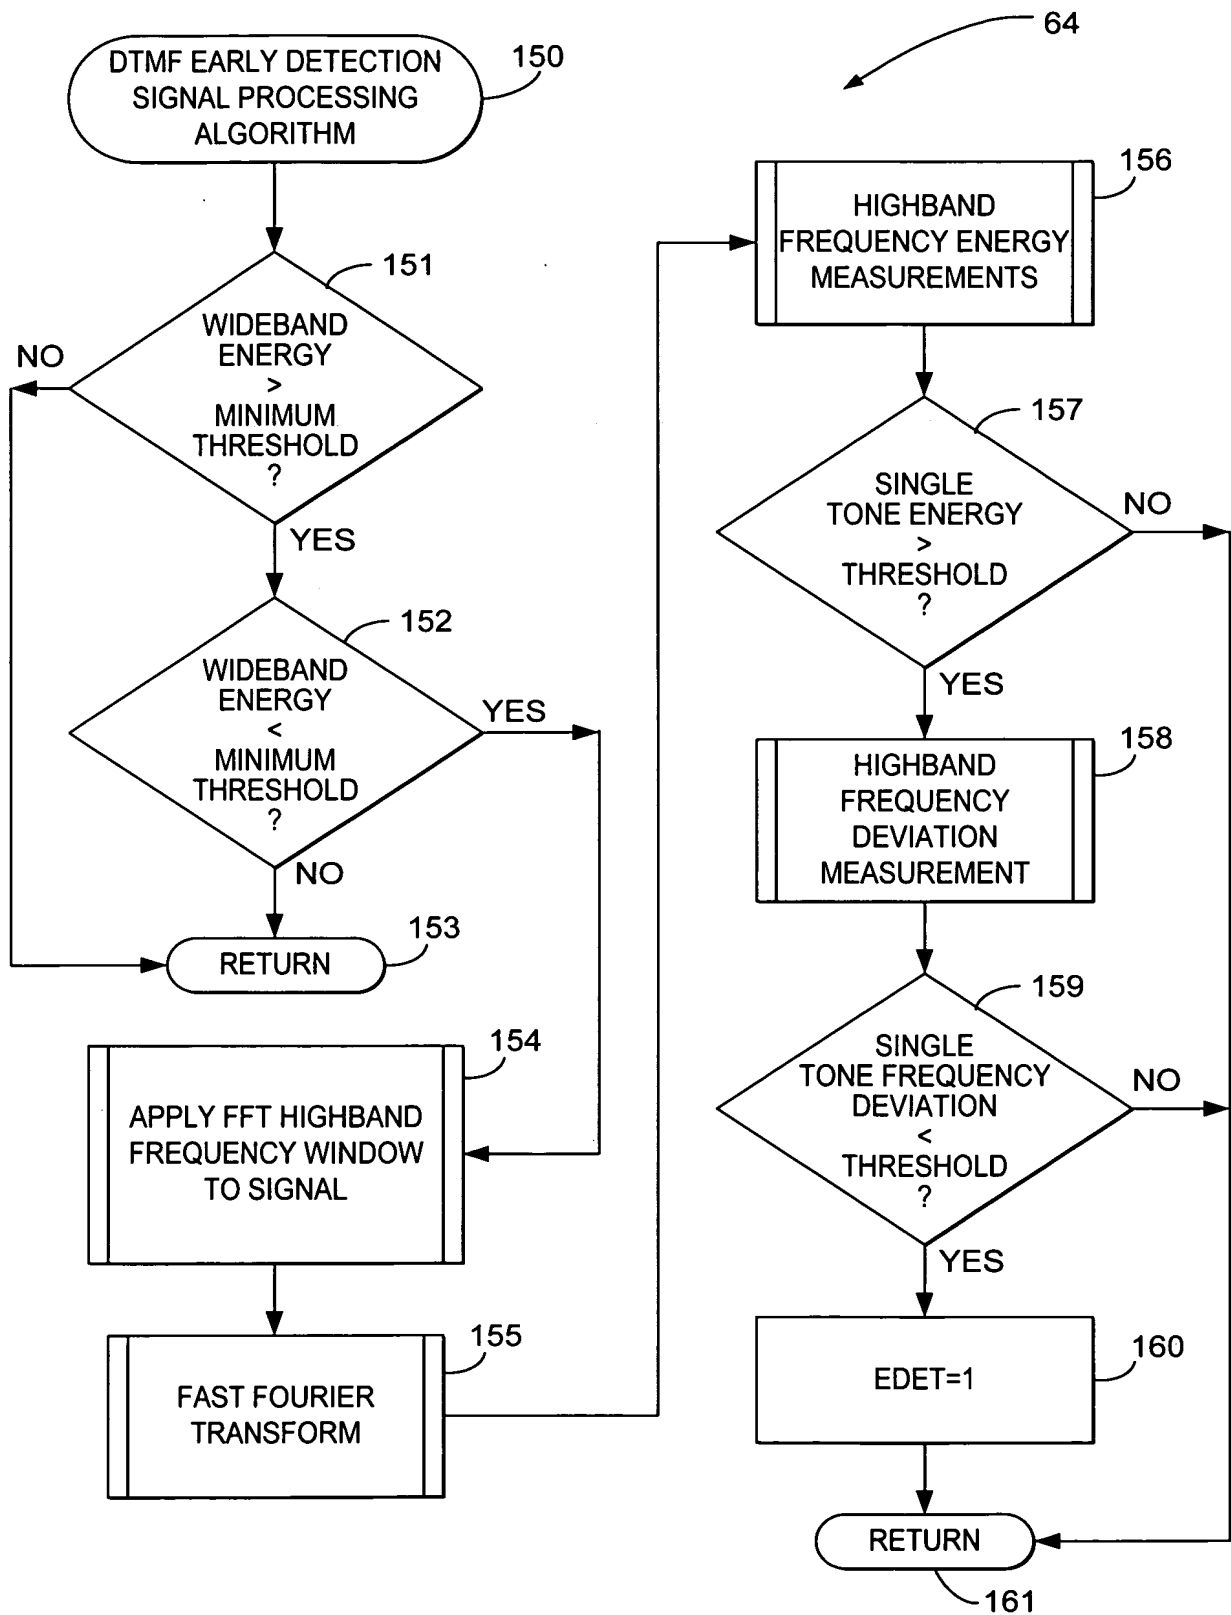 DTMF EARLY DETECTION
SIGNAL PROCESSING
ALGORITHM
150
151
WIDEBAND
ENERGY
>
MINIMUM
THRESHOLD
?
NO
YES
152
WIDEBAND
ENERGY
<
MINIMUM
THRESHOLD
?
YES
NO
RETURN
153
154
APPLY FFT HIGHBAND
FREQUENCY WINDOW
TO SIGNAL
155
FAST FOURIER
TRANSFORM
64
156
HIGHBAND
FREQUENCY ENERGY
MEASUREMENTS
157
SINGLE
TONE ENERGY
>
THRESHOLD
?
NO
YES
158
HIGHBAND
FREQUENCY
DEVIATION
MEASUREMENT
159
SINGLE
TONE FREQUENCY
DEVIATION
<
THRESHOLD
?
NO
YES
160
EDET=1
RETURN
161